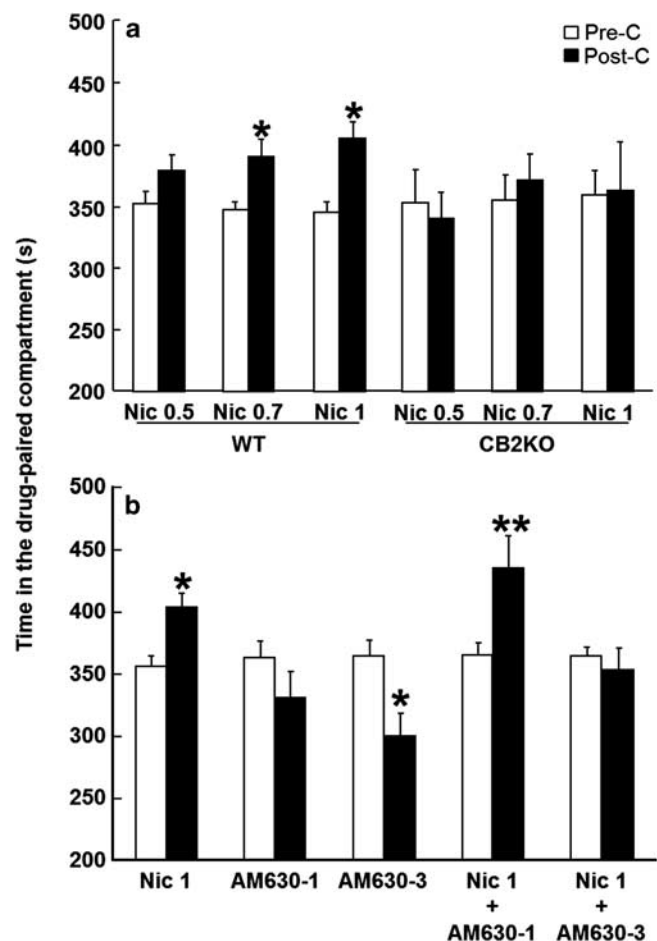 a
Pre-C
Post-C
500
450
400
350
300
250
200
*
*
Nic 0.5 Nic 0.7 Nic 1 Nic 0.5 Nic 0.7 Nic 1
WT CB2KO
Time in the drug-paired compartment (s)
b
500
450
400
350
300
250
200
*
*
**
Nic 1 AM630-1 AM630-3 Nic 1 Nic 1
+ +
AM630-1 AM630-3